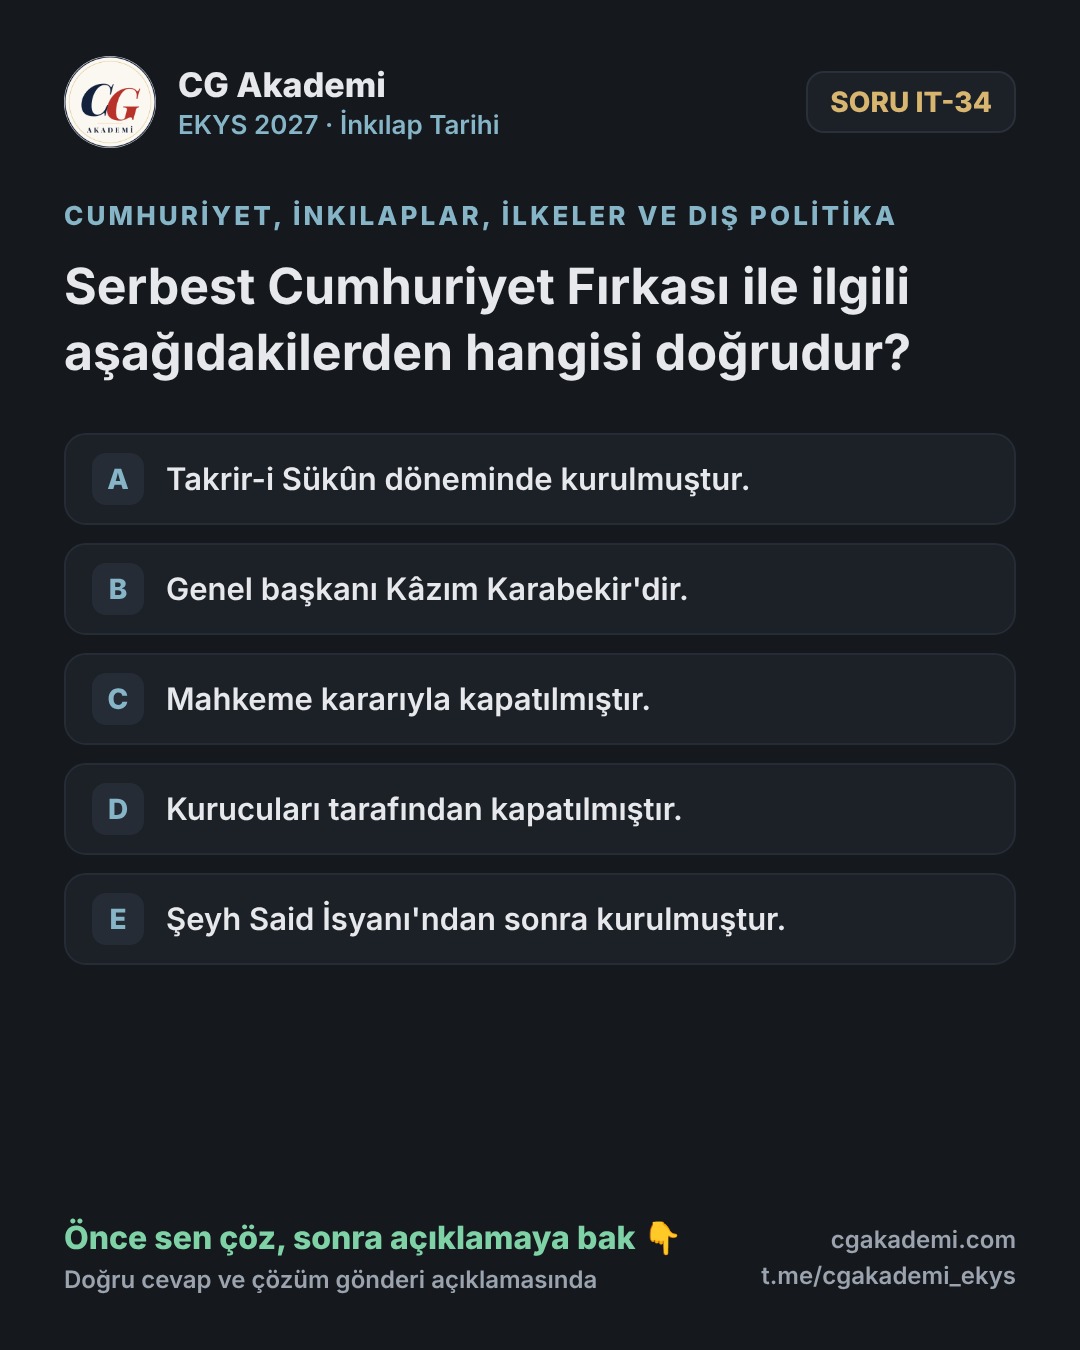 CG
AKADEMİ
CG Akademi
EKYS 2027 · İnkılap Tarihi
SORU IT-34
CUMHURİYET, İNKILAPLAR, İLKELER VE DIŞ POLİTİKA
Serbest Cumhuriyet Fırkası ile ilgili
aşağıdakilerden hangisi doğrudur?
A Takrir-i Sükûn döneminde kurulmuştur.
B Genel başkanı Kâzım Karabekir'dir.
C Mahkeme kararıyla kapatılmıştır.
D Kurucuları tarafından kapatılmıştır.
E Şeyh Said İsyanı'ndan sonra kurulmuştur.
Önce sen çöz, sonra açıklamaya bak 👇
Doğru cevap ve çözüm gönderi açıklamasında
cgakademi.com
t.me/cgakademi_ekys